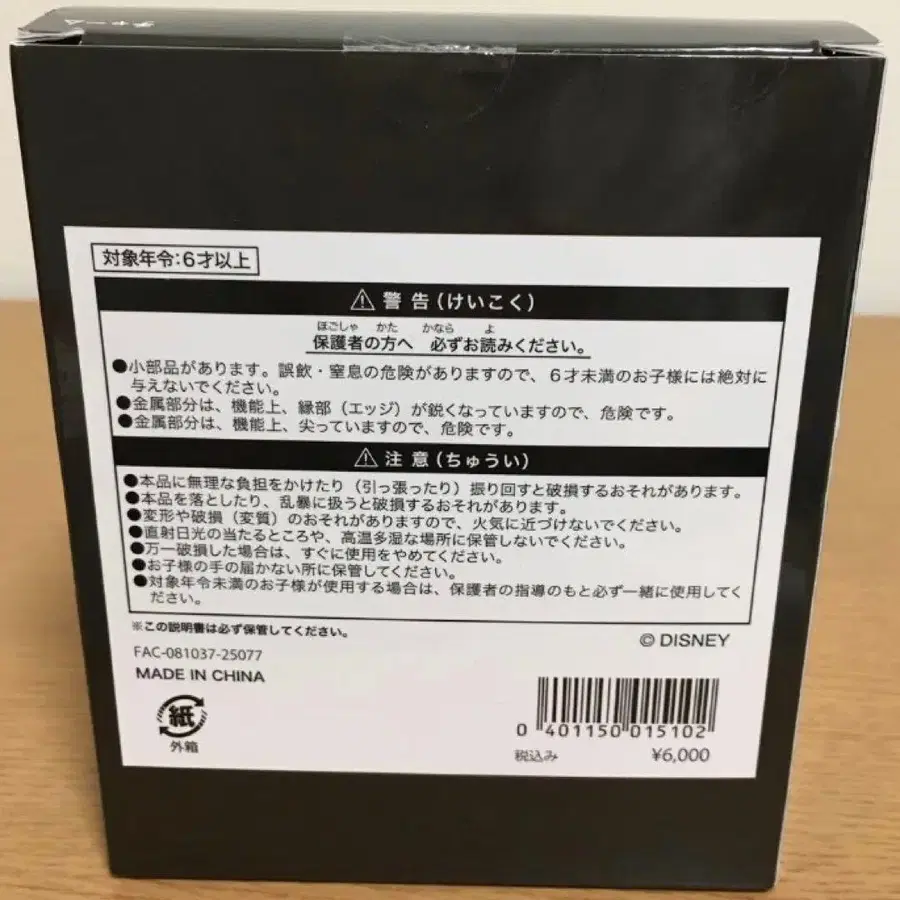 チャーム
対象年令：6才以上
⚠ 警 告（けいこく）
ほごしゃ かた かなら よ
保護者の方へ 必ずお読みください。
●小部品があります。誤飲・窒息の危険がありますので、6才未満のお子様には絶対に
与えないでください。
●金属部分は、機能上、縁部（エッジ）が鋭くなっていますので、危険です。
●金属部分は、機能上、尖っていますので、危険です。
⚠ 注 意（ちゅうい）
●本品に無理な負担をかけたり（引っ張ったり）振り回すと破損するおそれがあります。
●本品を落としたり、乱暴に扱うと破損するおそれがあります。
●変形や破損（変質）のおそれがありますので、火気に近づけないでください。
●直射日光の当たるところや、高温多湿な場所に保管しないでください。
●万一破損した場合は、すぐに使用をやめてください。
●お子様の手の届かない所に保管してください。
●対象年令未満のお子様が使用する場合は、保護者の指導のもと必ず一緒に使用してく
ださい。
※この説明書は必ず保管してください。
© DISNEY
FAC-081037-25077
MADE IN CHINA
紙
外箱
0 401150 015102
税込み ¥6,000